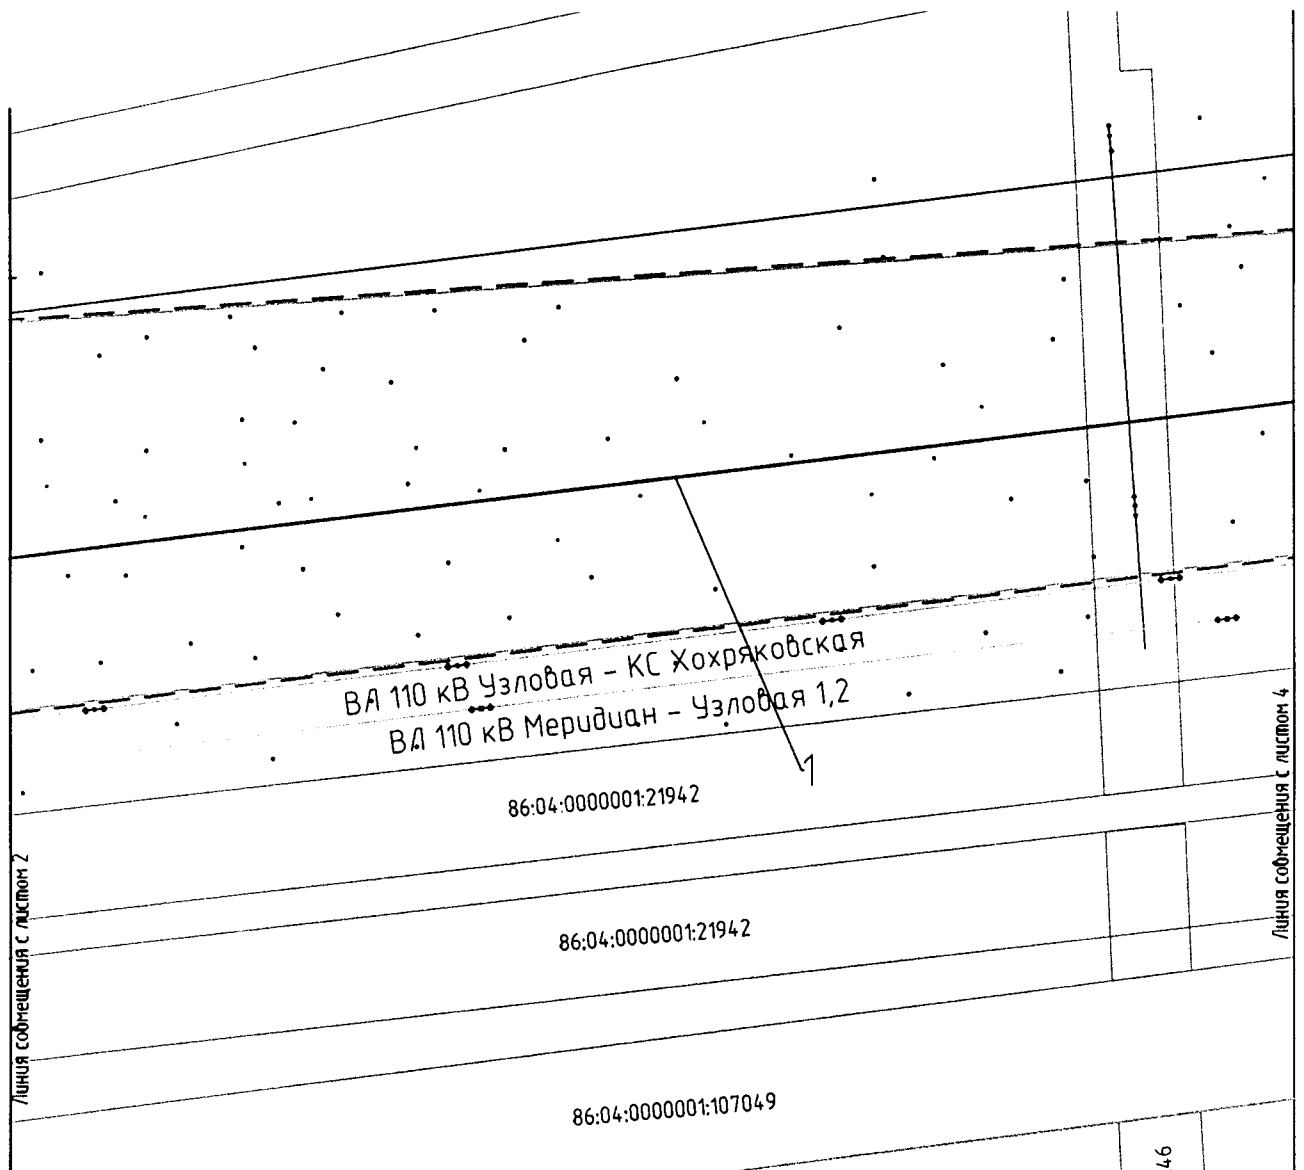 ВЛ 110 кВ Узловая – КС Хохряковская
ВЛ 110 кВ Меридиан – Узловая 1,2
1
86:04:0000001:21942
Линия совмещения с листом 2
Линия совмещения с листом 4
86:04:0000001:21942
86:04:0000001:107049
46